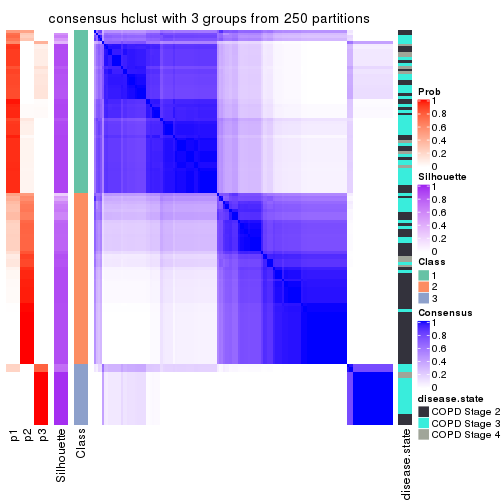 consensus hclust with 3 groups from 250 partitions
Prob
1
0.8
0.6
0.4
0.2
0
Silhouette
1
0.8
0.6
0.4
0.2
0
Class
1
2
3
Consensus
1
0.8
0.6
0.4
0.2
0
disease.state
COPD Stage 2
COPD Stage 3
COPD Stage 4
p1
p2
p3
Silhouette
Class
disease.state